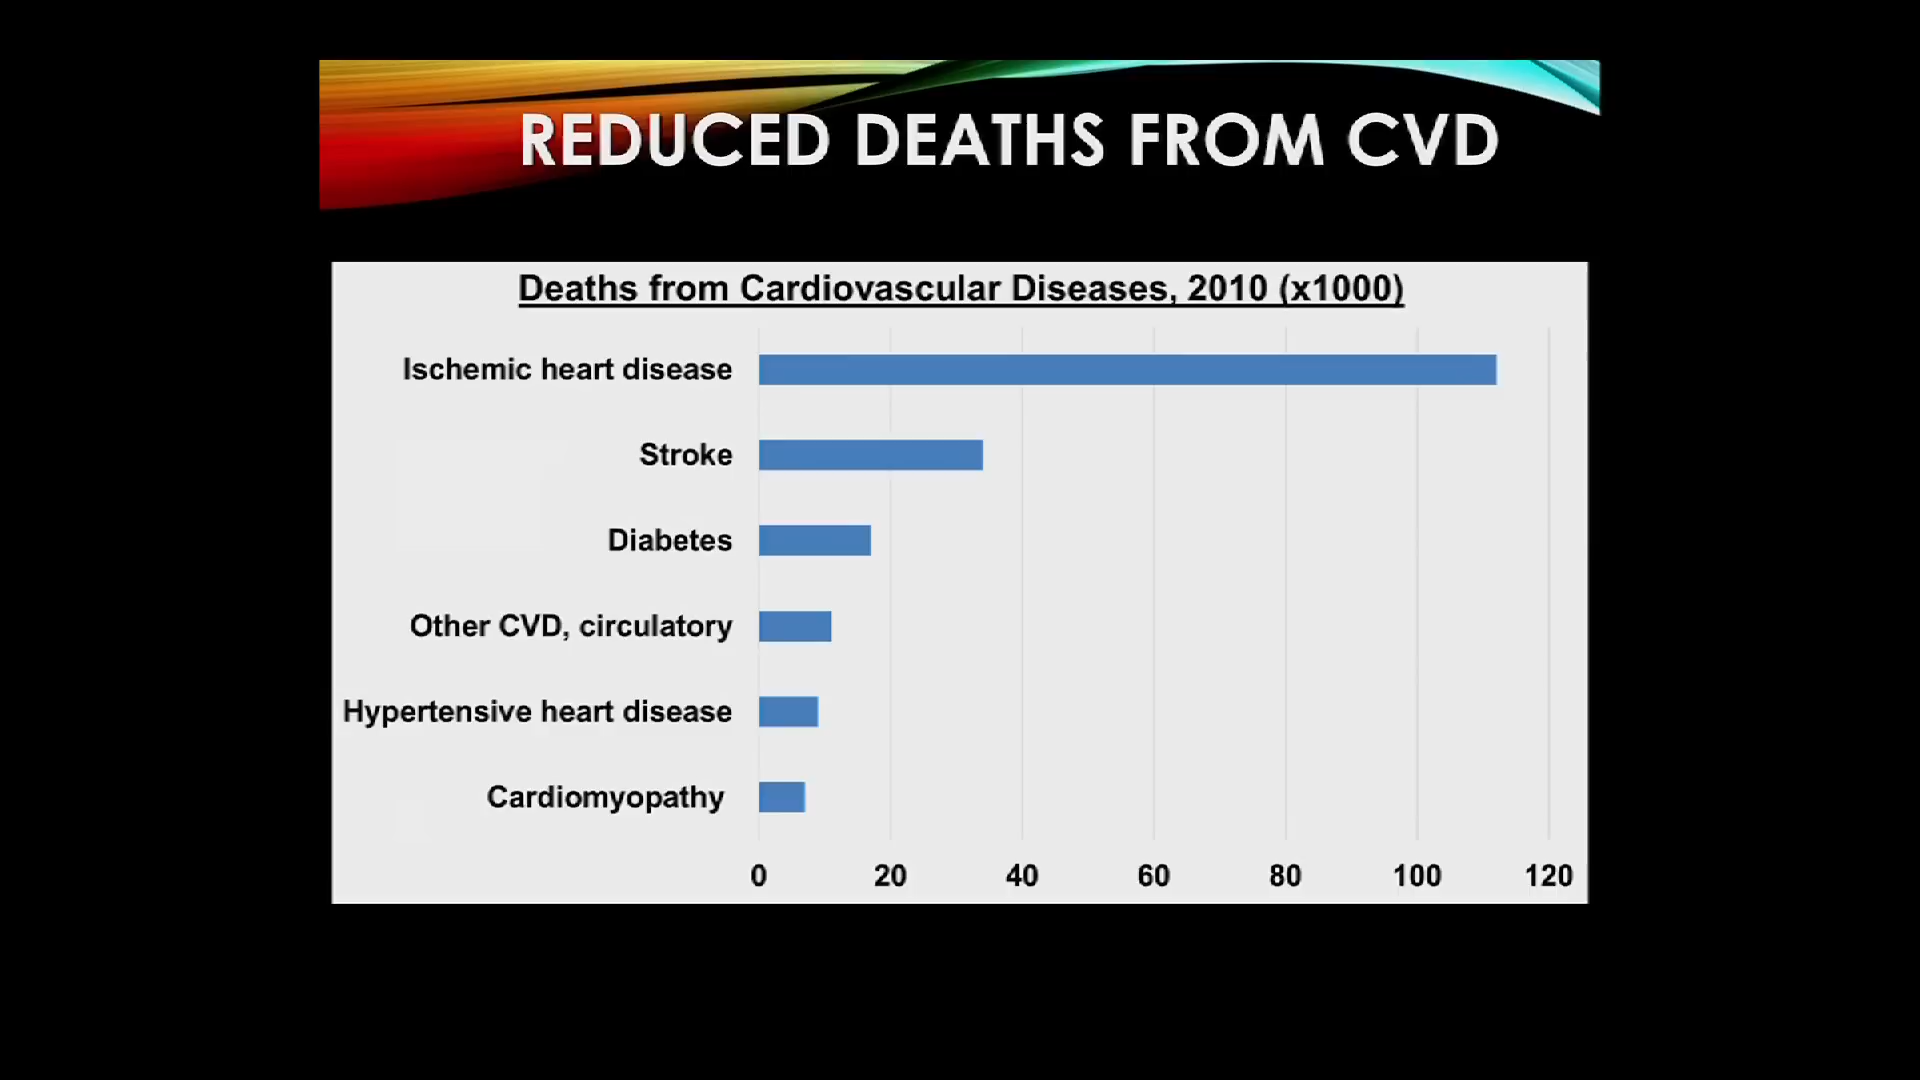 REDUCED DEATHS FROM CVD
Deaths from Cardiovascular Diseases, 2010 (x1000)
Ischemic heart disease
Stroke
Diabetes
Other CVD, circulatory
Hypertensive heart disease
Cardiomyopathy
0 20 40 60 80 100 120